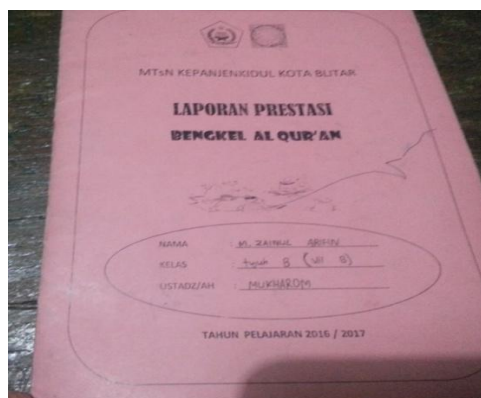 MTsN KEPANJENKIDUL KOTA BLITAR
LAPORAN PRESTASI
BENGKEL AL QUR'AN
NAMA : M. ZAINUL ARIFIN
KELAS : B (VII B)
USTADZ/AH : MUKHAROM
TAHUN PELAJARAN 2016 / 2017